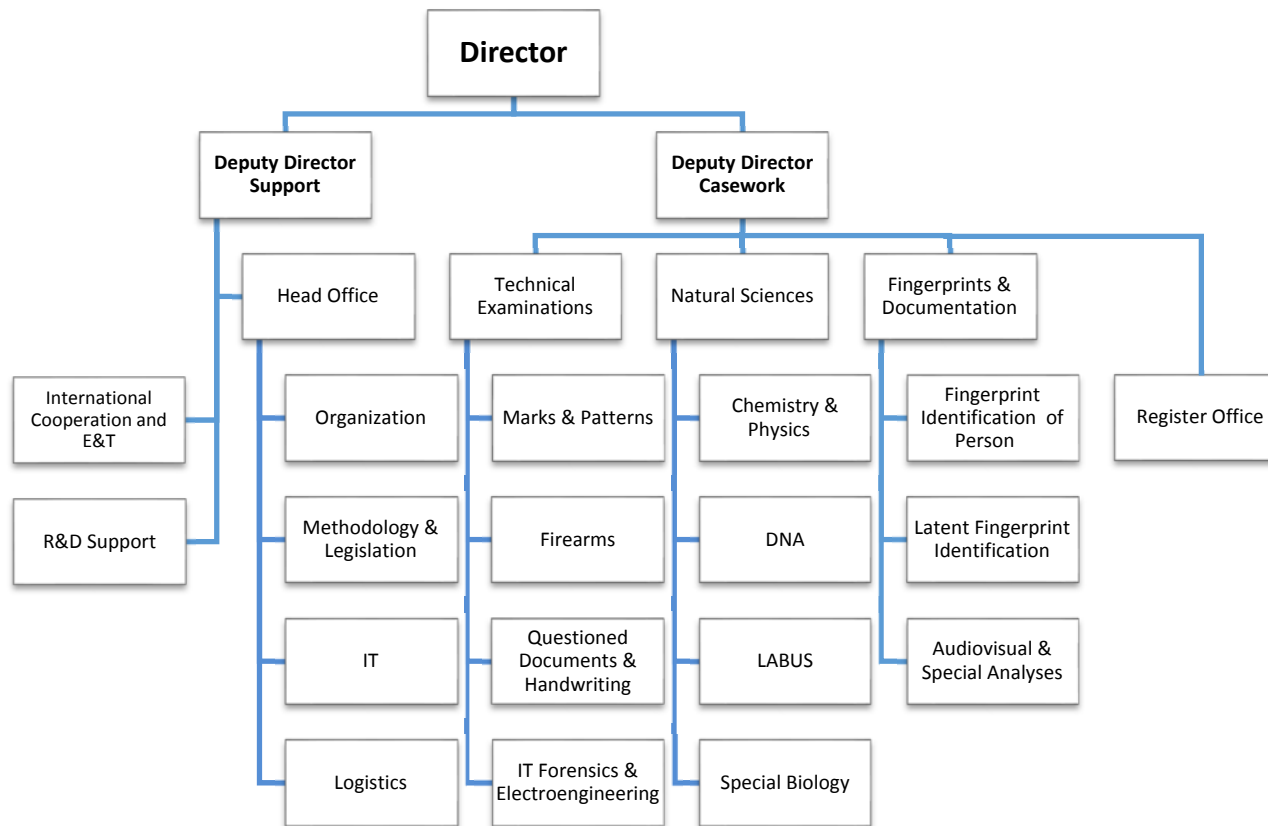 Director
Deputy Director
Support
Deputy Director
Casework
Head Office
Technical
Examinations
Natural Sciences
Fingerprints &
Documentation
International
Cooperation and
E&T
Organization
Marks & Patterns
Chemistry &
Physics
Fingerprint
Identification of
Person
Register Office
R&D Support
Methodology &
Legislation
Firearms
DNA
Latent Fingerprint
Identification
IT
Questioned
Documents &
Handwriting
LABUS
Audiovisual &
Special Analyses
Logistics
IT Forensics &
Electroengineering
Special Biology